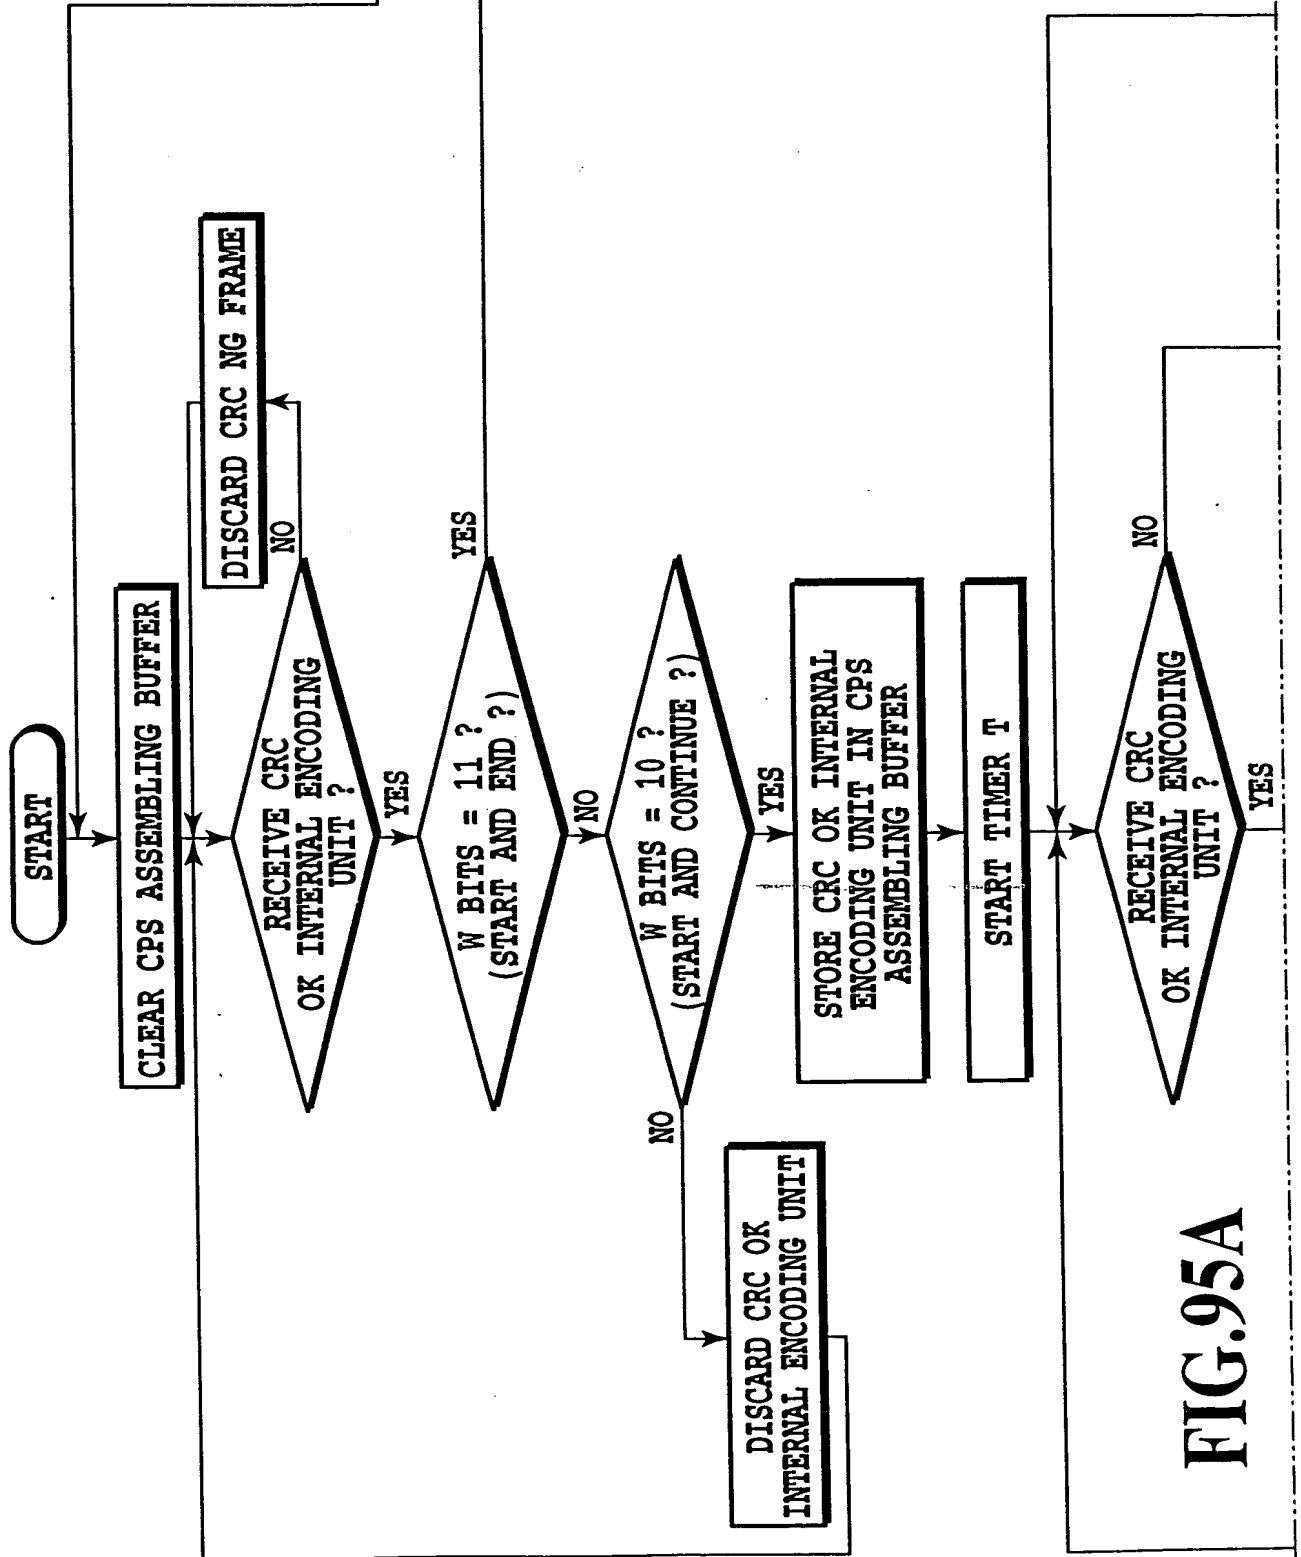 START
CLEAR CPS ASSEMBLING BUFFER
DISCARD CRC NG FRAME
RECEIVE CRC
OK INTERNAL ENCODING
UNIT ?
NO
YES
W BITS = 11 ?
(START AND END ?)
YES
NO
W BITS = 10 ?
(START AND CONTINUE ?)
NO
YES
DISCARD CRC OK
INTERNAL ENCODING UNIT
STORE CRC OK INTERNAL
ENCODING UNIT IN CPS
ASSEMBLING BUFFER
START TIMER T
RECEIVE CRC
OK INTERNAL ENCODING
UNIT ?
NO
YES
FIG.95A